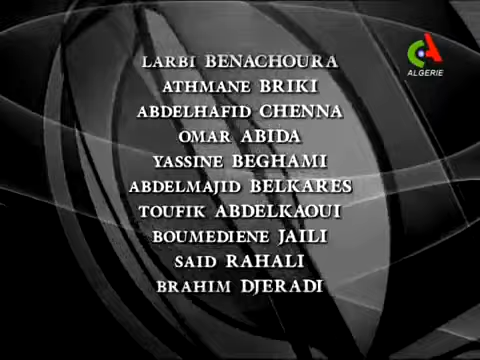 LARBI BENACHOURA
ATHMANE BRIKI
ABDELHAFID CHENNA
OMAR ABIDA
YASSINE BEGHAMI
ABDELMAJID BELKARES
TOUFIK ABDELKAOUI
BOUMEDIENE JAILI
SAID RAHALI
BRAHIM DJERADI
ALGERIE